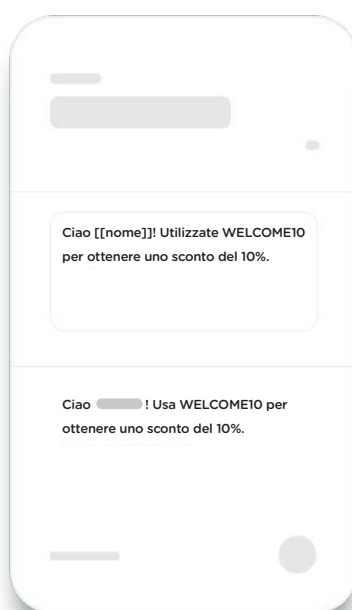 Ciao [[nome]]! Utilizzate WELCOME10
per ottenere uno sconto del 10%.
Ciao ! Usa WELCOME10 per
ottenere uno sconto del 10%.